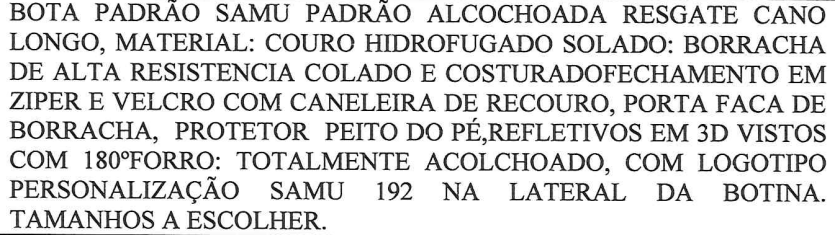 BOTA PADRÃO SAMU PADRÃO ALCOCHOADA RESGATE CANO
LONGO, MATERIAL: COURO HIDROFUGADO SOLADO: BORRACHA
DE ALTA RESISTENCIA COLADO E COSTURADOFECHAMENTO EM
ZIPER E VELCRO COM CANELEIRA DE RECOURO, PORTA FACA DE
BORRACHA, PROTETOR PEITO DO PÉ,REFLETIVOS EM 3D VISTOS
COM 180ºFORRO: TOTALMENTE ACOLCHOADO, COM LOGOTIPO
PERSONALIZAÇÃO SAMU 192 NA LATERAL DA BOTINA.
TAMANHOS A ESCOLHER.